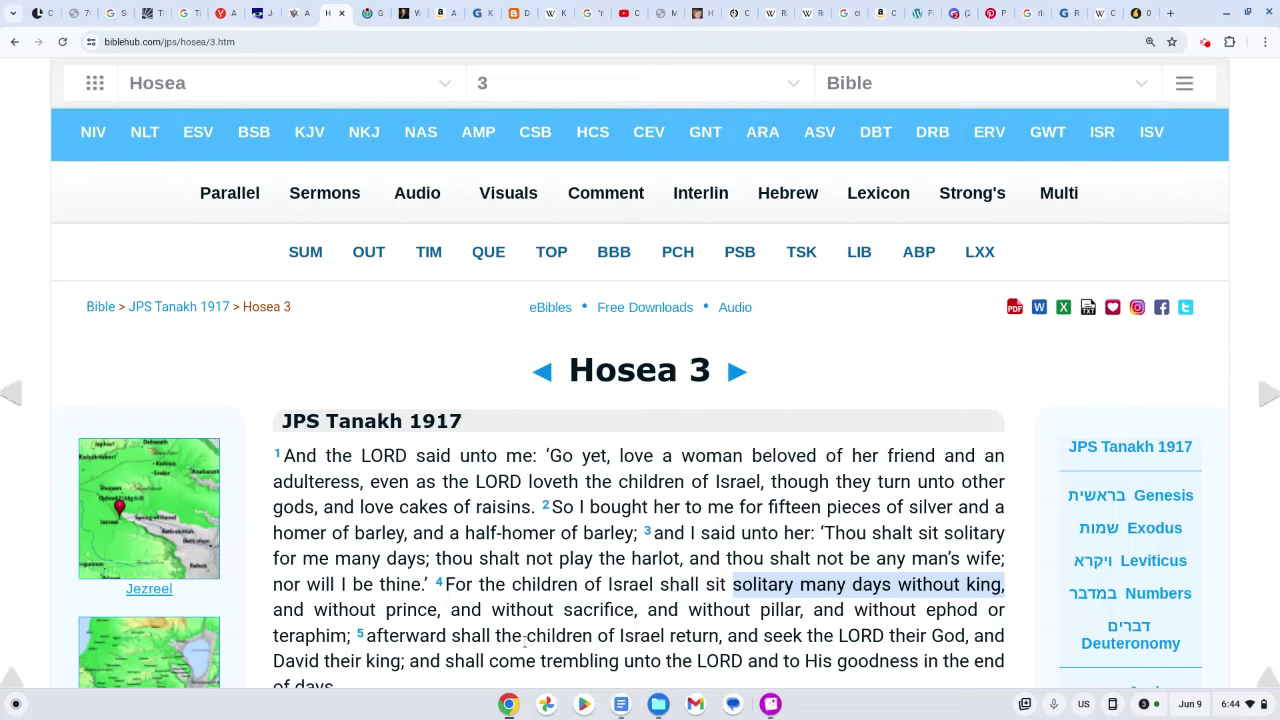 biblehub.com/jps/hosea/3.htm
Hosea 3 Bible
NIV NLT ESV BSB KJV NKJ NAS AMP CSB HCS CEV GNT ARA ASV DBT DRB ERV GWT ISR ISV
Parallel Sermons Audio Visuals Comment Interlin Hebrew Lexicon Strong's Multi
SUM OUT TIM QUE TOP BBB PCH PSB TSK LIB ABP LXX
Bible > JPS Tanakh 1917 > Hosea 3
eBibles • Free Downloads • Audio
◄ Hosea 3 ►
JPS Tanakh 1917
1 And the LORD said unto me: ‘Go yet, love a woman beloved of her friend and an
adulteress, even as the LORD loveth the children of Israel, though they turn unto other
gods, and love cakes of raisins. 2 So I bought her to me for fifteen pieces of silver and a
homer of barley, and a half-homer of barley; 3 and I said unto her: ‘Thou shalt sit solitary
for me many days; thou shalt not play the harlot, and thou shalt not be any man’s wife;
nor will I be thine.’ 4 For the children of Israel shall sit solitary many days without king,
and without prince, and without sacrifice, and without pillar, and without ephod or
teraphim; 5 afterward shall the children of Israel return, and seek the LORD their God, and
David their king; and shall come trembling unto the LORD and to His goodness in the end
of days.
Jezreel
JPS Tanakh 1917
בראשית Genesis
שמות Exodus
ויקרא Leviticus
במדבר Numbers
דברים
Deuteronomy
US
3
Jun 9
6:44